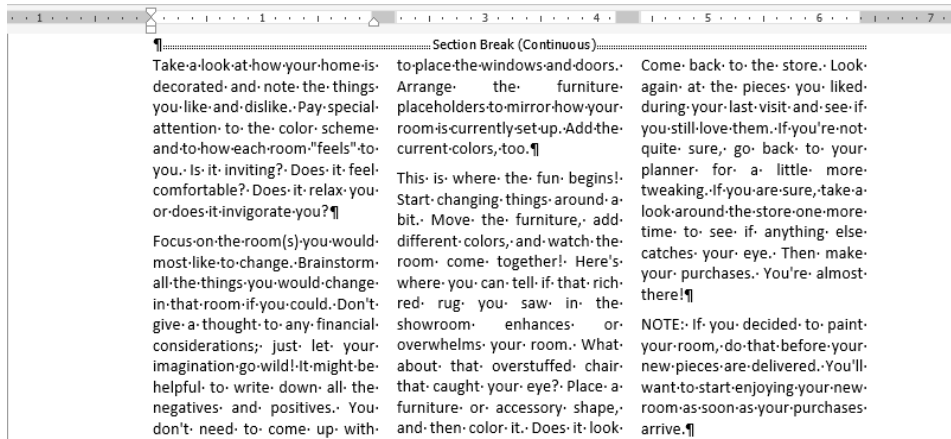 1 1 3 4 5 6 7
¶ Section Break (Continuous)
Take a look at how your home is
decorated and note the things
you like and dislike. Pay special
attention to the color scheme
and to how each room "feels" to
you. Is it inviting? Does it feel
comfortable? Does it relax you
or does it invigorate you?¶
Focus on the room(s) you would
most like to change. Brainstorm
all the things you would change
in that room if you could. Don't
give a thought to any financial
considerations; just let your
imagination go wild! It might be
helpful to write down all the
negatives and positives. You
don't need to come up with
to place the windows and doors.
Arrange the furniture
placeholders to mirror how your
room is currently set up. Add the
current colors, too.¶
This is where the fun begins!
Start changing things around a
bit. Move the furniture, add
different colors, and watch the
room come together! Here's
where you can tell if that rich
red rug you saw in the
showroom enhances or
overwhelms your room. What
about that overstuffed chair
that caught your eye? Place a
furniture or accessory shape,
and then color it. Does it look
Come back to the store. Look
again at the pieces you liked
during your last visit and see if
you still love them. If you're not
quite sure, go back to your
planner for a little more
tweaking. If you are sure, take a
look around the store one more
time to see if anything else
catches your eye. Then make
your purchases. You're almost
there!¶
NOTE: If you decided to paint
your room, do that before your
new pieces are delivered. You'll
want to start enjoying your new
room as soon as your purchases
arrive.¶